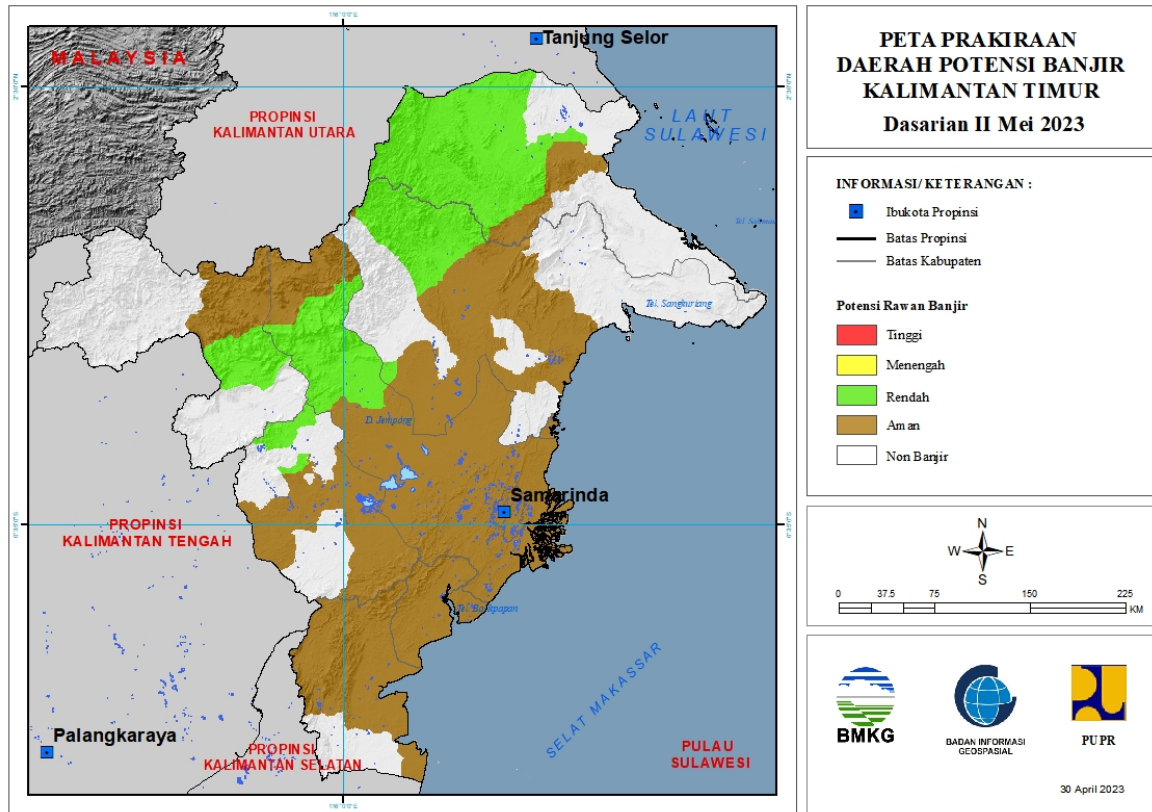 PETA PRAKIRAAN
DAERAH POTENSI BANJIR
KALIMANTAN TIMUR
Dasarian II Mei 2023
INFORMASI/ KETERANGAN :
Ibukota Propinsi
Batas Propinsi
Batas Kabupaten
Potensi Rawan Banjir
Tinggi
Menengah
Rendah
Aman
Non Banjir
N
W E
S
0 37.5 75 150 225
KM
BMKG
BADAN INFORMASI
GEOSPASIAL
PUPR
30 April 2023
Tanjung Selor
MALAYSIA
PROPINSI
KALIMANTAN UTARA
LAUT
SULAWESI
Tel. Sangkuriang
D. Jempang
Samarinda
PROPINSI
KALIMANTAN TENGAH
SELAT MAKASSAR
Palangkaraya
PROPINSI
KALIMANTAN SELATAN
PULAU
SULAWESI